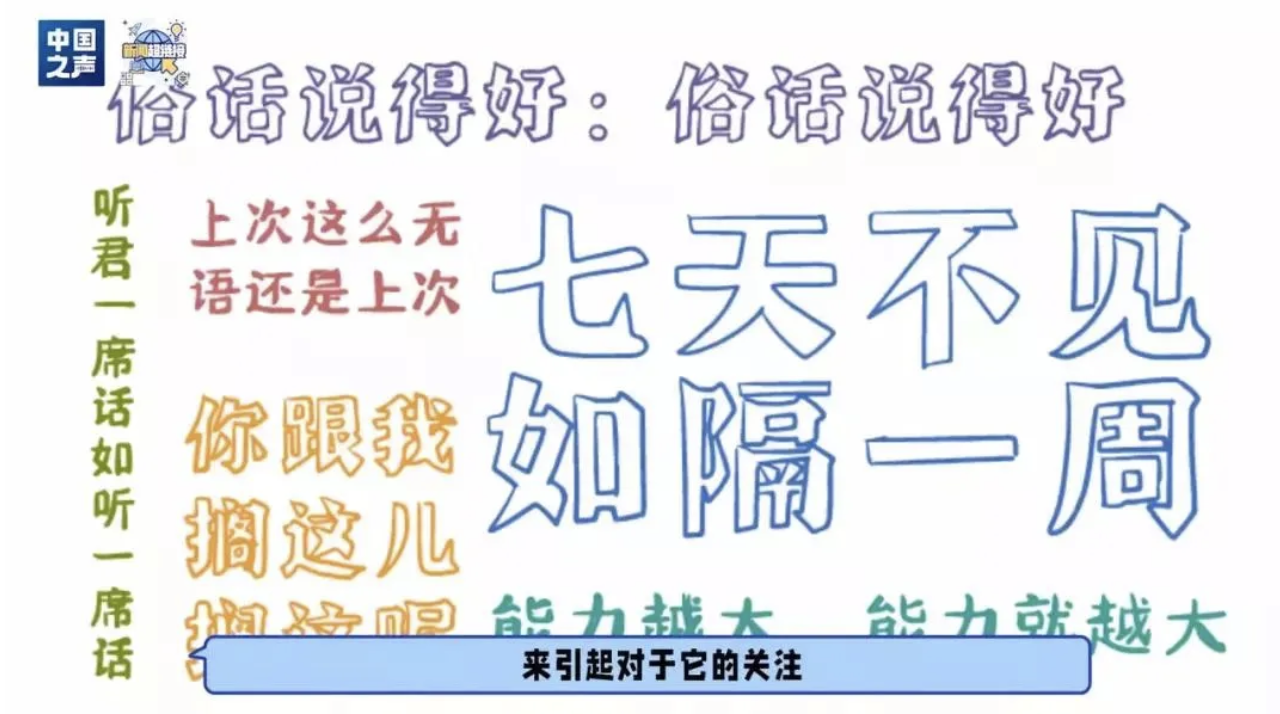 中国
之声
新闻超链接
俗话说得好：俗话说得好
听君一席话如听一席话
上次这么无
语还是上次
七天不见
如隔一周
你跟我
搁这儿
搁这呢
能力越大 能力就越大
来引起对于它的关注